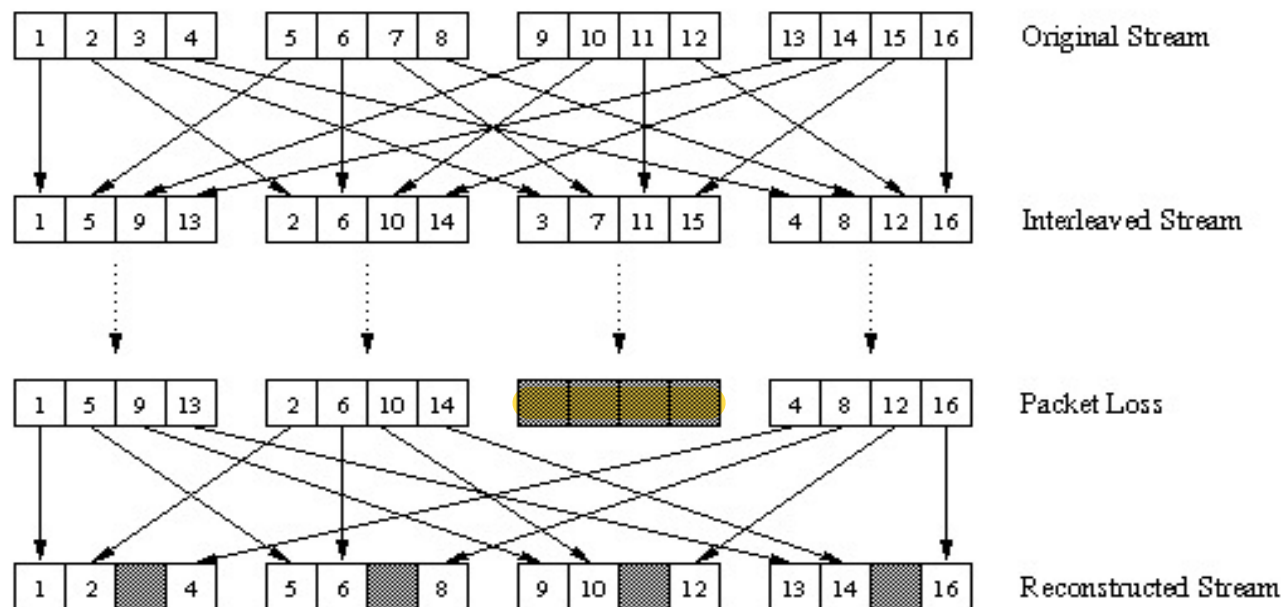 1 2 3 4 5 6 7 8 9 10 11 12 13 14 15 16 Original Stream
1 5 9 13 2 6 10 14 3 7 11 15 4 8 12 16 Interleaved Stream
1 5 9 13 2 6 10 14 4 8 12 16 Packet Loss
1 2 4 5 6 8 9 10 12 13 14 16 Reconstructed Stream